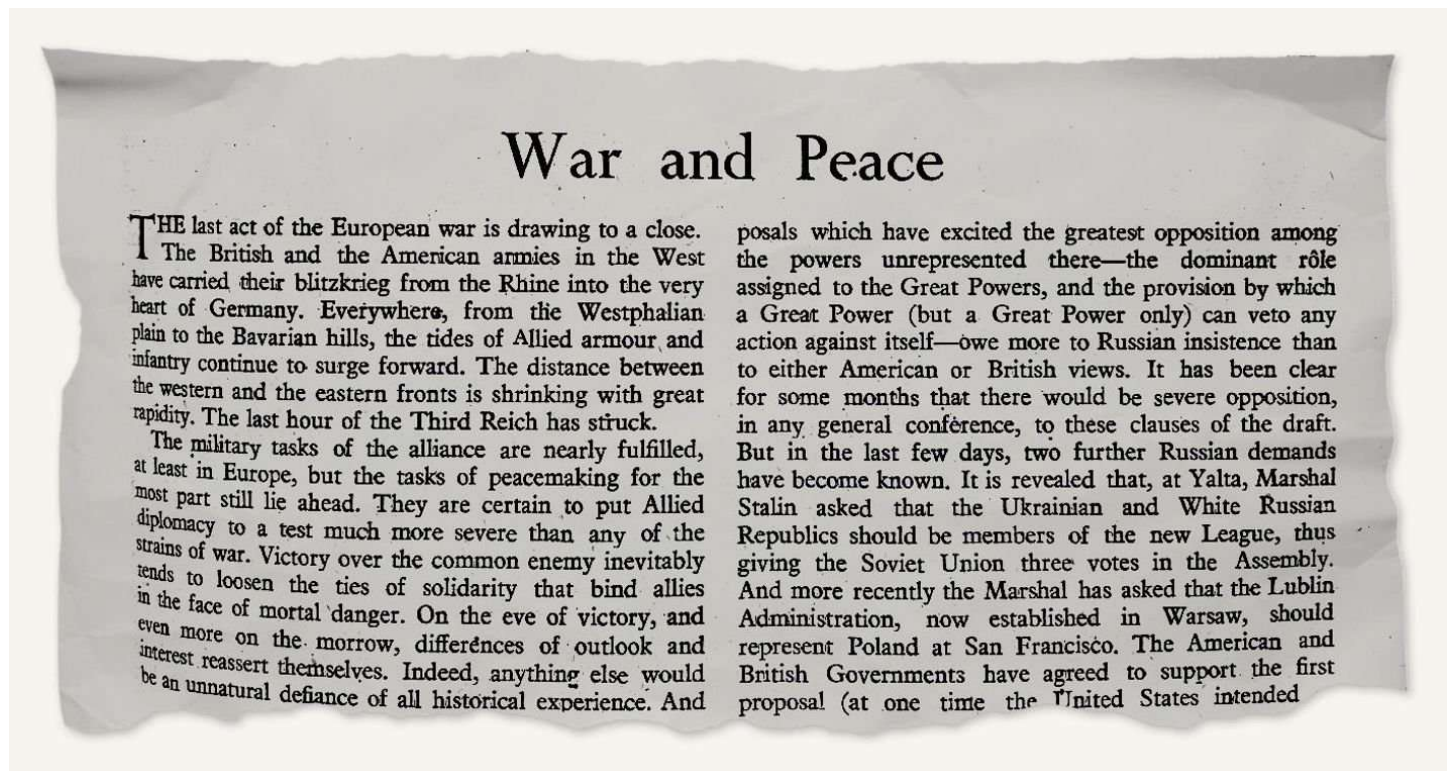 War and Peace
THE last act of the European war is drawing to a close.
The British and the American armies in the West
have carried their blitzkrieg from the Rhine into the very
heart of Germany. Everywhere, from the Westphalian
plain to the Bavarian hills, the tides of Allied armour and
infantry continue to surge forward. The distance between
the western and the eastern fronts is shrinking with great
rapidity. The last hour of the Third Reich has struck.
The military tasks of the alliance are nearly fulfilled,
at least in Europe, but the tasks of peacemaking for the
most part still lie ahead. They are certain to put Allied
diplomacy to a test much more severe than any of the
strains of war. Victory over the common enemy inevitably
tends to loosen the ties of solidarity that bind allies
in the face of mortal danger. On the eve of victory, and
even more on the morrow, differences of outlook and
interest reassert themselves. Indeed, anything else would
be an unnatural defiance of all historical experience. And
posals which have excited the greatest opposition among
the powers unrepresented there—the dominant rôle
assigned to the Great Powers, and the provision by which
a Great Power (but a Great Power only) can veto any
action against itself—owe more to Russian insistence than
to either American or British views. It has been clear
for some months that there would be severe opposition,
in any general conference, to these clauses of the draft.
But in the last few days, two further Russian demands
have become known. It is revealed that, at Yalta, Marshal
Stalin asked that the Ukrainian and White Russian
Republics should be members of the new League, thus
giving the Soviet Union three votes in the Assembly.
And more recently the Marshal has asked that the Lublin
Administration, now established in Warsaw, should
represent Poland at San Francisco. The American and
British Governments have agreed to support the first
proposal (at one time the United States intended